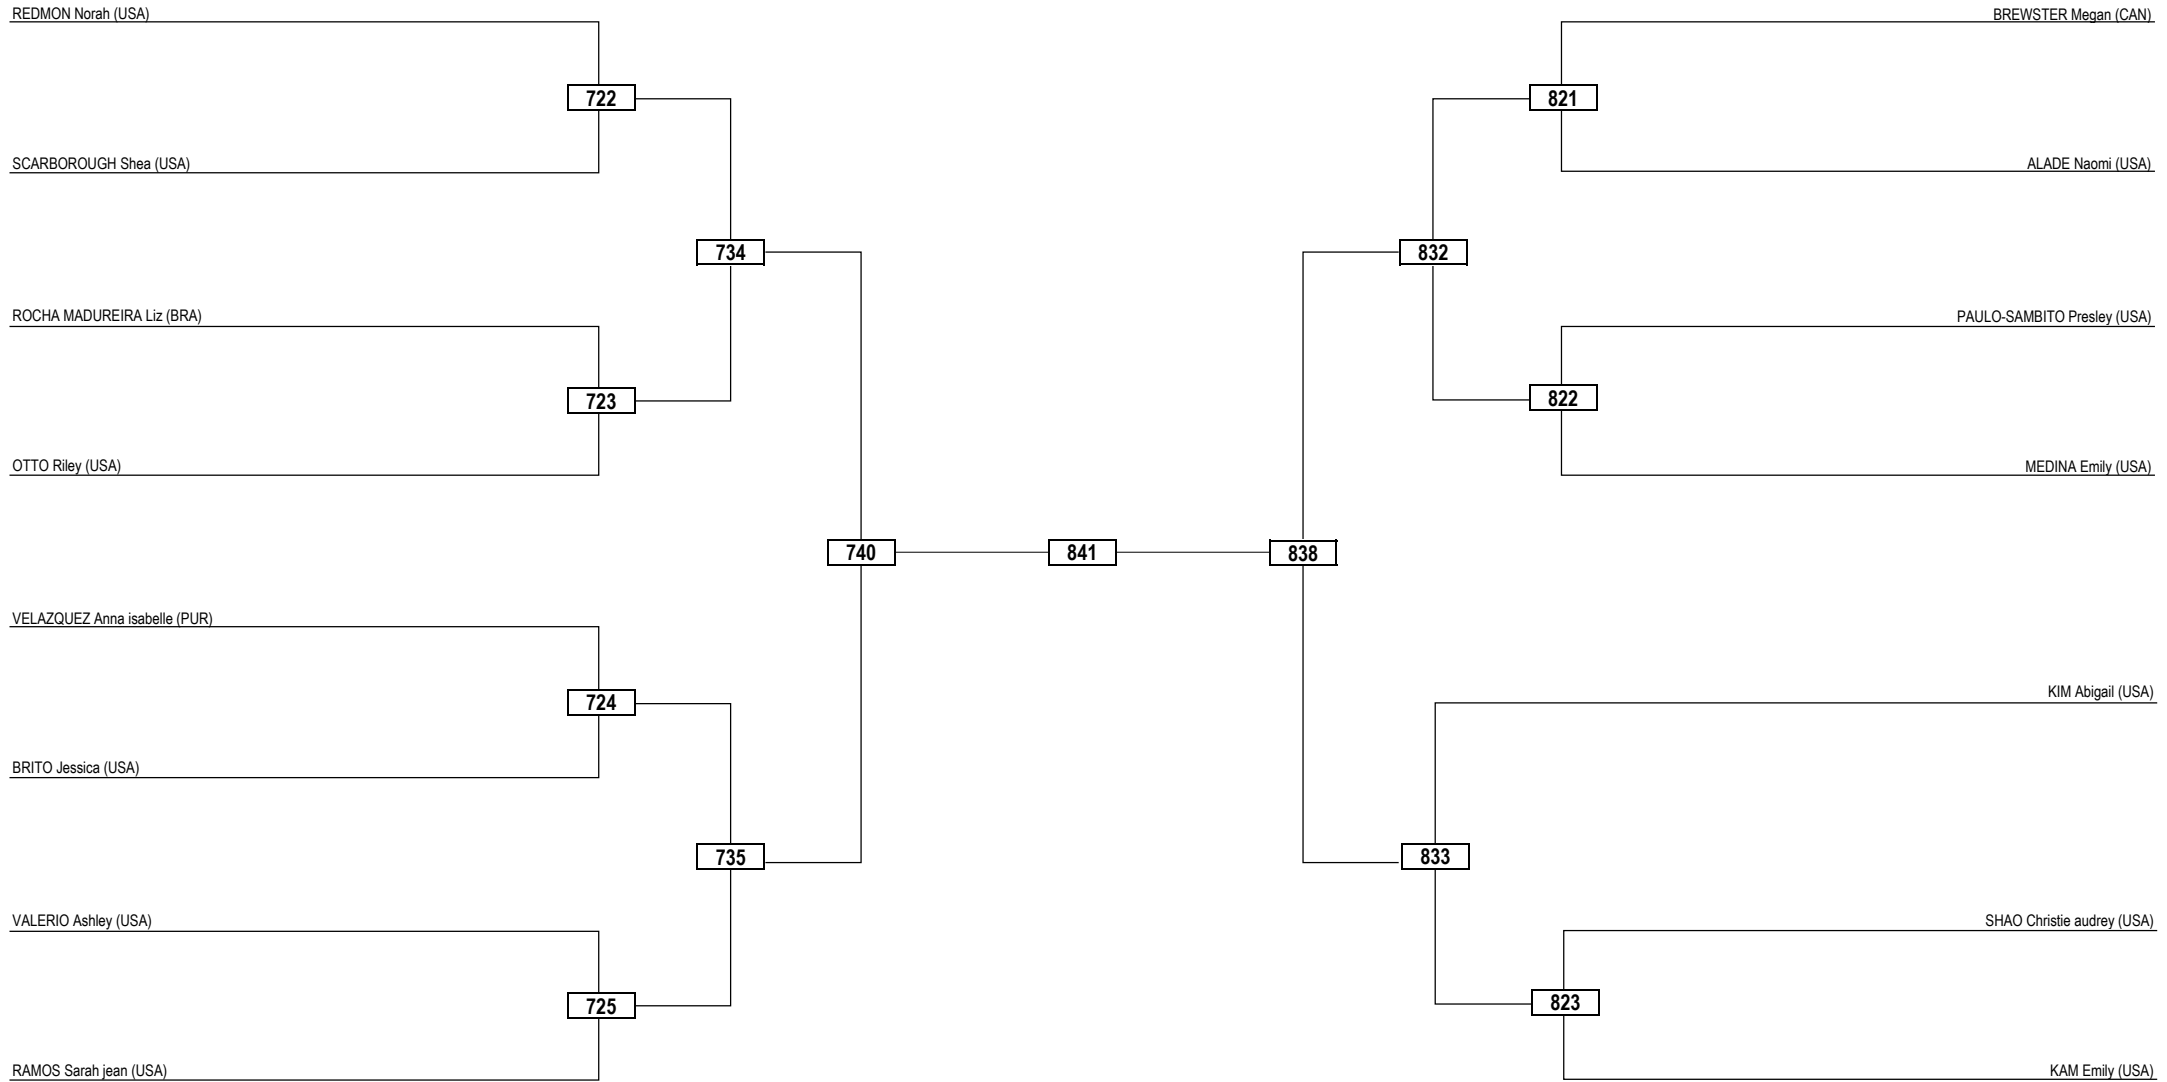 REDMON Norah (USA)
BREWSTER Megan (CAN)
722
821
SCARBOROUGH Shea (USA)
ALADE Naomi (USA)
734
832
ROCHA MADUREIRA Liz (BRA)
PAULO-SAMBITO Presley (USA)
723
822
OTTO Riley (USA)
MEDINA Emily (USA)
740
841
838
VELAZQUEZ Anna isabelle (PUR)
KIM Abigail (USA)
724
BRITO Jessica (USA)
735
833
VALERIO Ashley (USA)
SHAO Christie audrey (USA)
725
823
RAMOS Sarah jean (USA)
KAM Emily (USA)